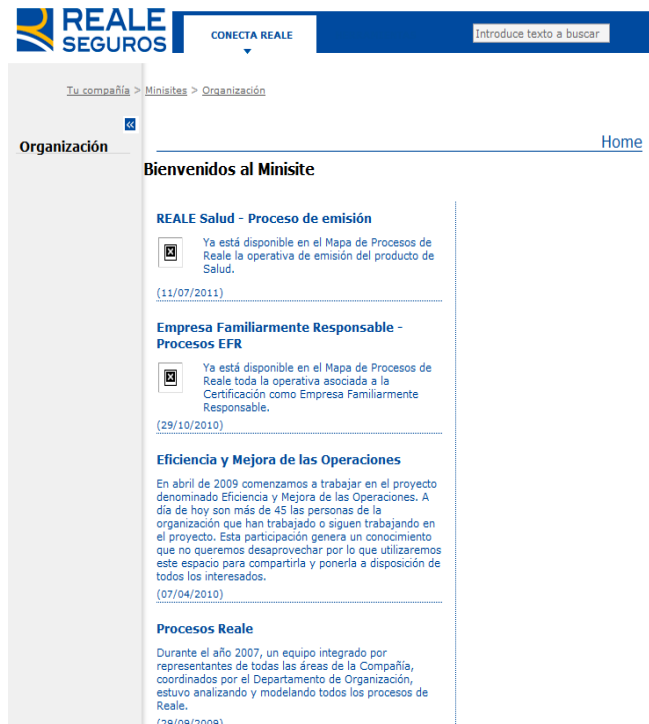 REALE
SEGUROS
CONECTA REALE
Introduce texto a buscar
Tu compañía > Minisites > Organización
«
Organización
Home
Bienvenidos al Minisite
REALE Salud - Proceso de emisión
Ya está disponible en el Mapa de Procesos de
Reale la operativa de emisión del producto de
Salud.
(11/07/2011)
Empresa Familiarmente Responsable -
Procesos EFR
Ya está disponible en el Mapa de Procesos de
Reale toda la operativa asociada a la
Certificación como Empresa Familiarmente
Responsable.
(29/10/2010)
Eficiencia y Mejora de las Operaciones
En abril de 2009 comenzamos a trabajar en el proyecto
denominado Eficiencia y Mejora de las Operaciones. A
día de hoy son más de 45 las personas de la
organización que han trabajado o siguen trabajando en
el proyecto. Esta participación genera un conocimiento
que no queremos desaprovechar por lo que utilizaremos
este espacio para compartirla y ponerla a disposición de
todos los interesados.
(07/04/2010)
Procesos Reale
Durante el año 2007, un equipo integrado por
representantes de todas las áreas de la Compañía,
coordinados por el Departamento de Organización,
estuvo analizando y modelando todos los procesos de
Reale.
(29/09/2009)